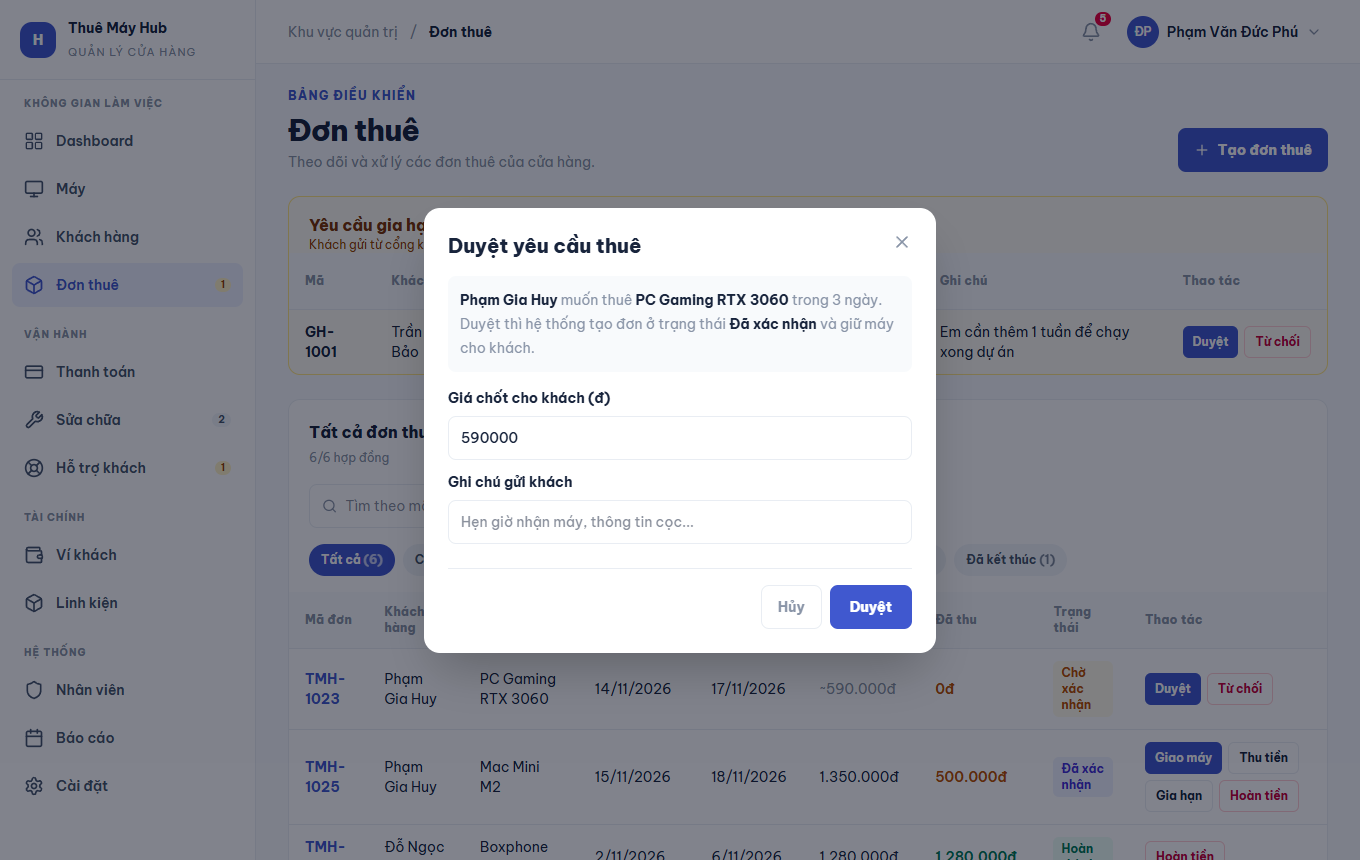 H
Thuê Máy Hub
QUẢN LÝ CỬA HÀNG
Khu vực quản trị / Đơn thuê
5
ĐP
Phạm Văn Đức Phú
KHÔNG GIAN LÀM VIỆC
Dashboard
Máy
Khách hàng
Đơn thuê
1
VẬN HÀNH
Thanh toán
Sửa chữa
2
Hỗ trợ khách
1
TÀI CHÍNH
Ví khách
Linh kiện
HỆ THỐNG
Nhân viên
Báo cáo
Cài đặt
BẢNG ĐIỀU KHIỂN
Đơn thuê
Theo dõi và xử lý các đơn thuê của cửa hàng.
+ Tạo đơn thuê
Yêu cầu gia hạ
Khách gửi từ cổng k
Mã
Khác
Ghi chú
Thao tác
GH-
1001
Trần
Bảo
Em cần thêm 1 tuần để chạy
xong dự án
Duyệt
Từ chối
Tất cả đơn thu
6/6 hợp đồng
Tìm theo m
Tất cả (6)
C
Đã kết thúc (1)
Mã đơn
Khách
hàng
Đã thu
Trạng
thái
Thao tác
TMH-
1023
Phạm
Gia Huy
PC Gaming
RTX 3060
14/11/2026
17/11/2026
~590.000đ
0đ
Chờ
xác
nhận
Duyệt
Từ chối
TMH-
1025
Phạm
Gia Huy
Mac Mini
M2
15/11/2026
18/11/2026
1.350.000đ
500.000đ
Đã xác
nhận
Giao máy
Thu tiền
Gia hạn
Hoàn tiền
TMH-
Đỗ Ngọc
Boxphone
2/11/2026
6/11/2026
1.280.000đ
1.280.000đ
Hoàn
Hoàn tiền
Duyệt yêu cầu thuê
Phạm Gia Huy muốn thuê PC Gaming RTX 3060 trong 3 ngày.
Duyệt thì hệ thống tạo đơn ở trạng thái Đã xác nhận và giữ máy
cho khách.
Giá chốt cho khách (đ)
590000
Ghi chú gửi khách
Hẹn giờ nhận máy, thông tin cọc...
Hủy
Duyệt